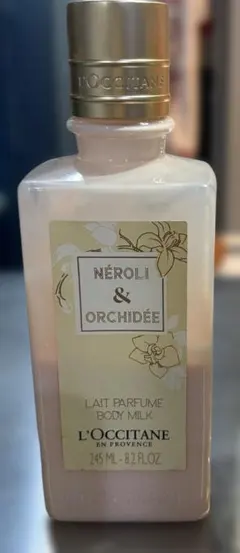 L'OCCITANE
NÉROLI
&
ORCHIDÉE
LAIT PARFUMÉ
BODY MILK
L'OCCITANE
EN PROVENCE
245 ML - 8.2 FL.OZ.